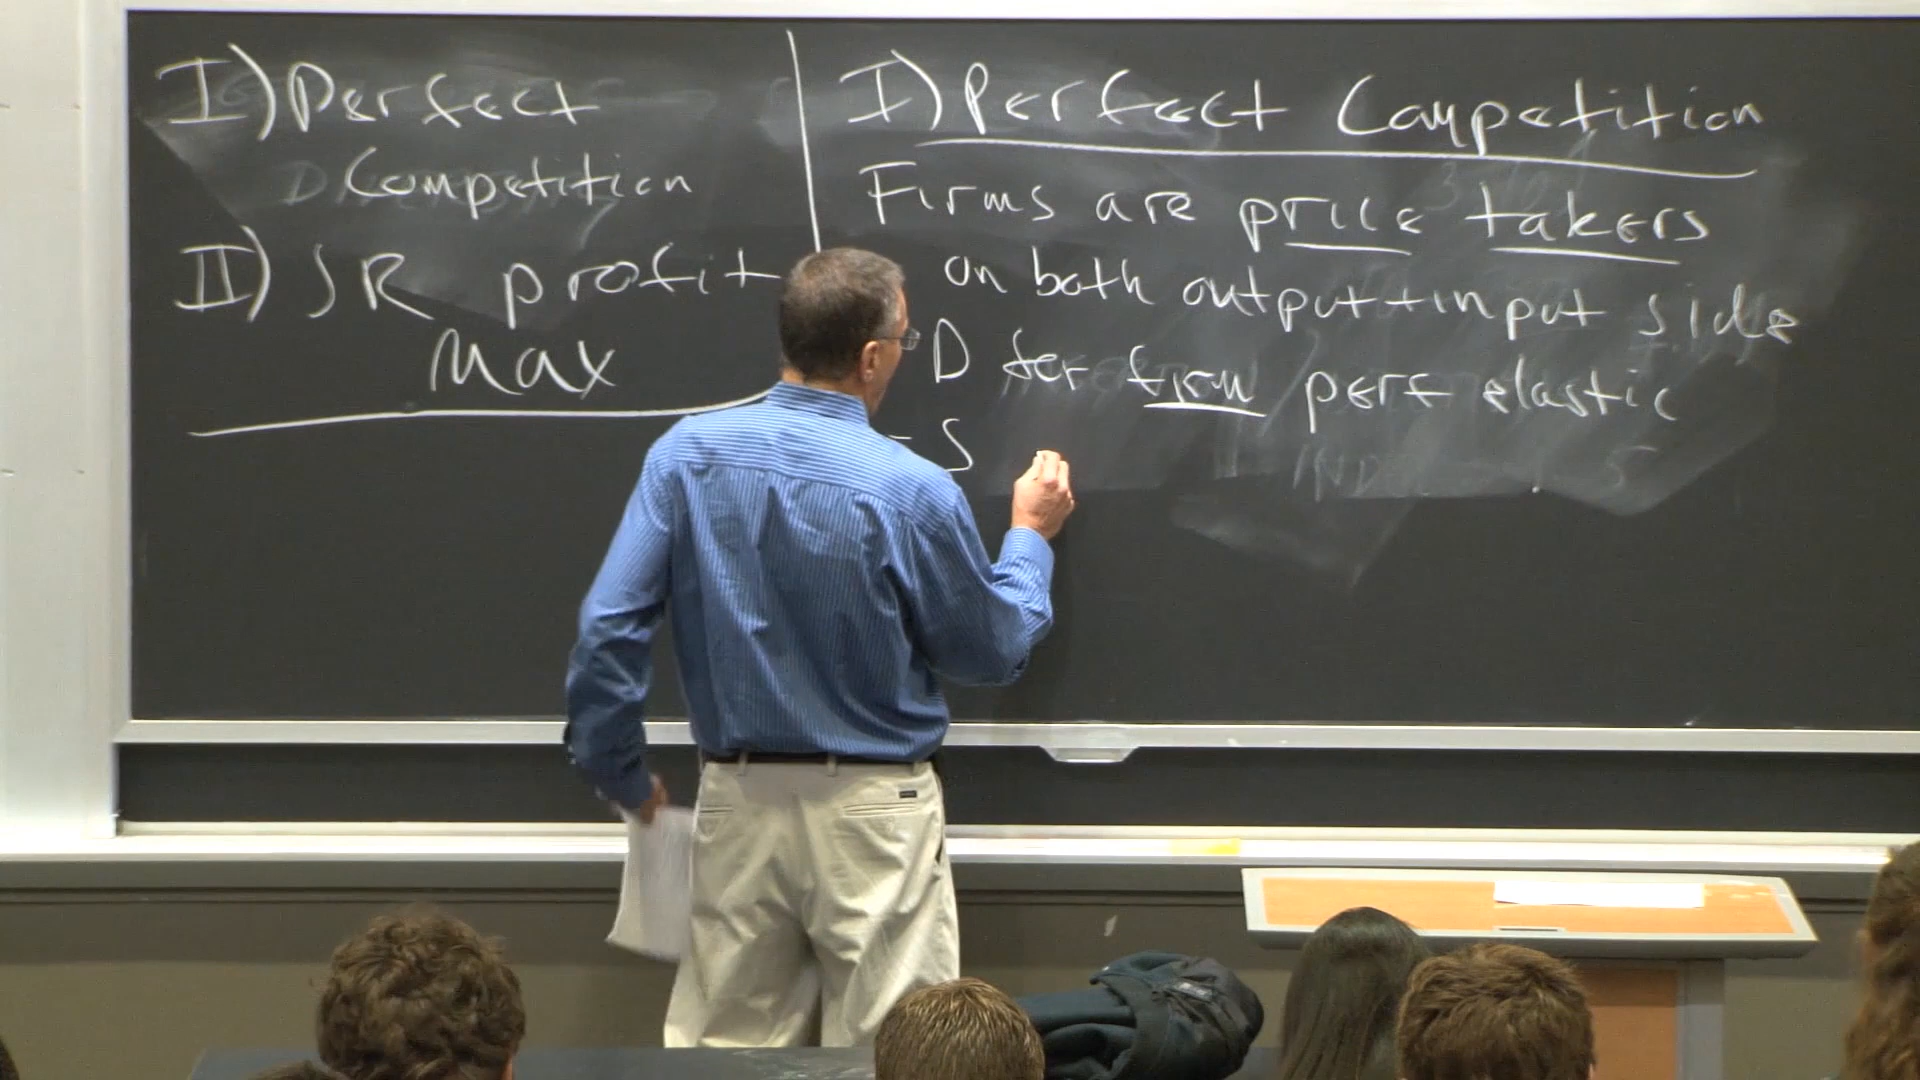 I) Perfect
Competition
II) SR profit
Max
I) Perfect Competition
Firms are price takers
on both output + input side
- D for firm perf elastic
- S